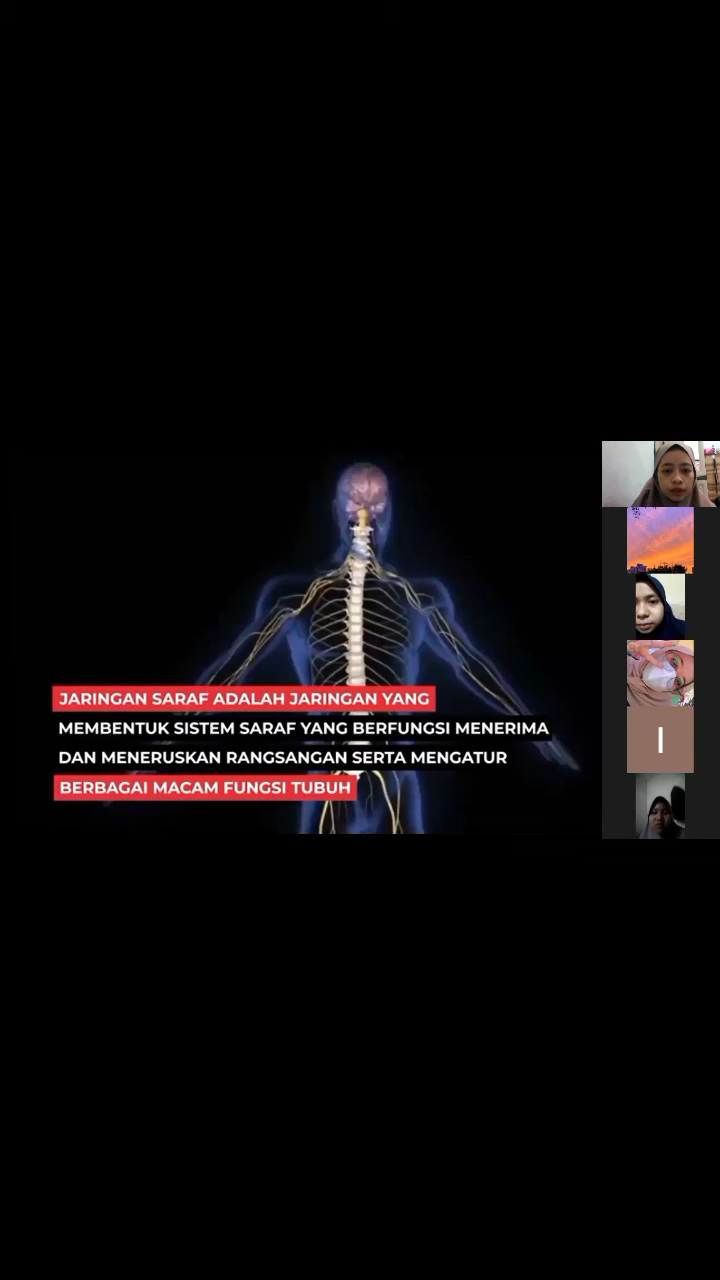 JARINGAN SARAF ADALAH JARINGAN YANG
MEMBENTUK SISTEM SARAF YANG BERFUNGSI MENERIMA
DAN MENERUSKAN RANGSANGAN SERTA MENGATUR
BERBAGAI MACAM FUNGSI TUBUH
I